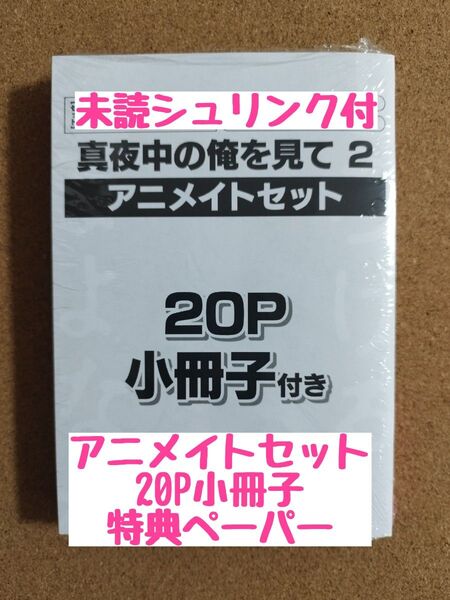 未読シュリンク付
真夜中の俺を見て 2
アニメイトセット
20P
小冊子付き
アニメイトセット
20P小冊子
特典ペーパー